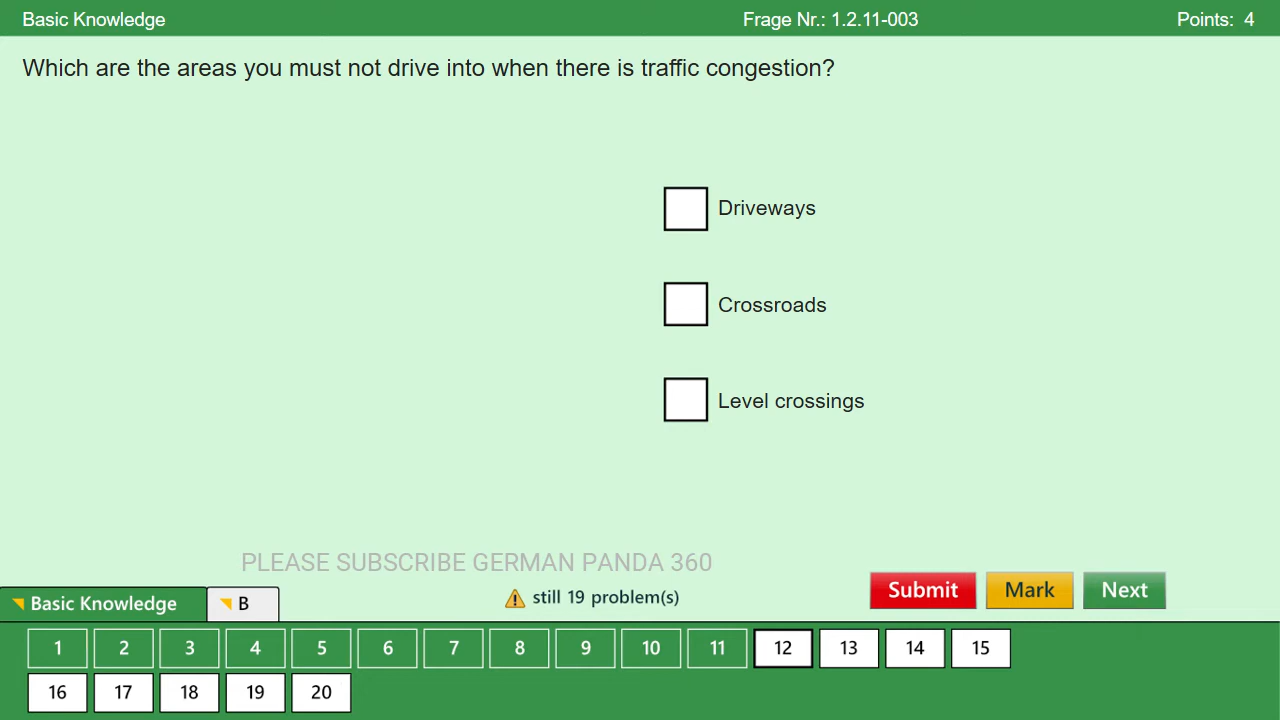 Basic Knowledge Frage Nr.: 1.2.11-003 Points: 4
Which are the areas you must not drive into when there is traffic congestion?
Driveways
Crossroads
Level crossings
PLEASE SUBSCRIBE GERMAN PANDA 360
Basic Knowledge B still 19 problem(s) Submit Mark Next
1 2 3 4 5 6 7 8 9 10 11 12 13 14 15
16 17 18 19 20